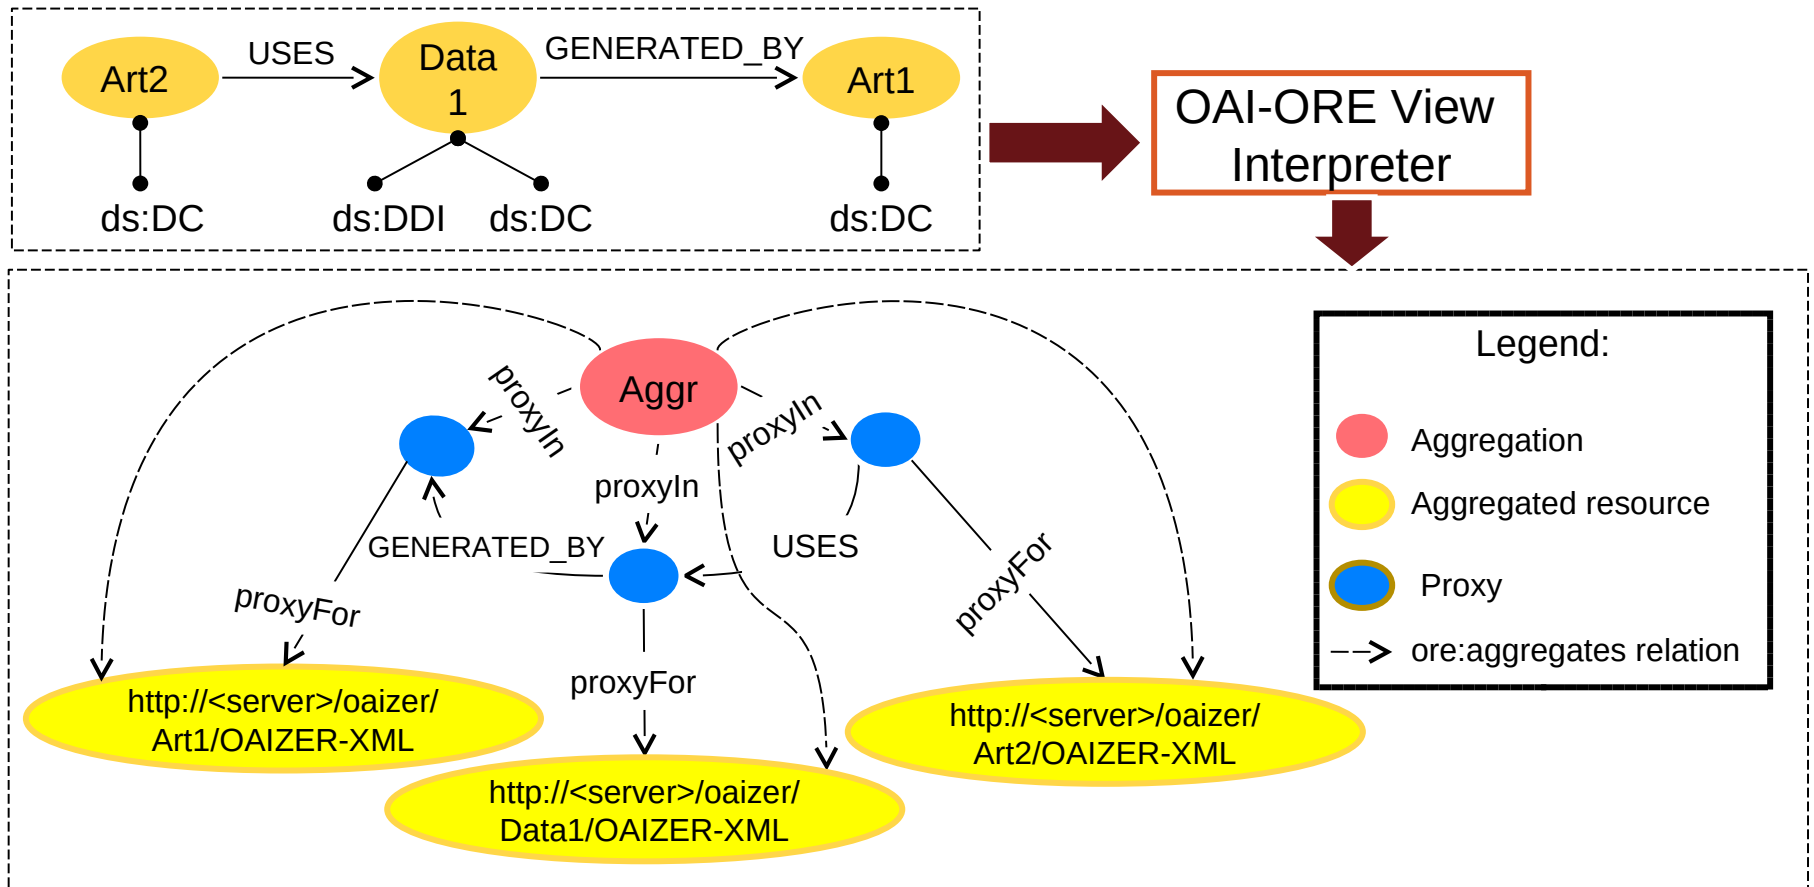 USES
GENERATED_BY
Art2
Data
1
Art1
ds:DC
ds:DDI
ds:DC
ds:DC
OAI-ORE View
Interpreter
Aggr
proxyIn
proxyIn
proxyIn
GENERATED_BY
USES
proxyFor
proxyFor
proxyFor
http://<server>/oaizer/
Art1/OAIZER-XML
http://<server>/oaizer/
Data1/OAIZER-XML
http://<server>/oaizer/
Art2/OAIZER-XML
Legend:
Aggregation
Aggregated resource
Proxy
ore:aggregates relation